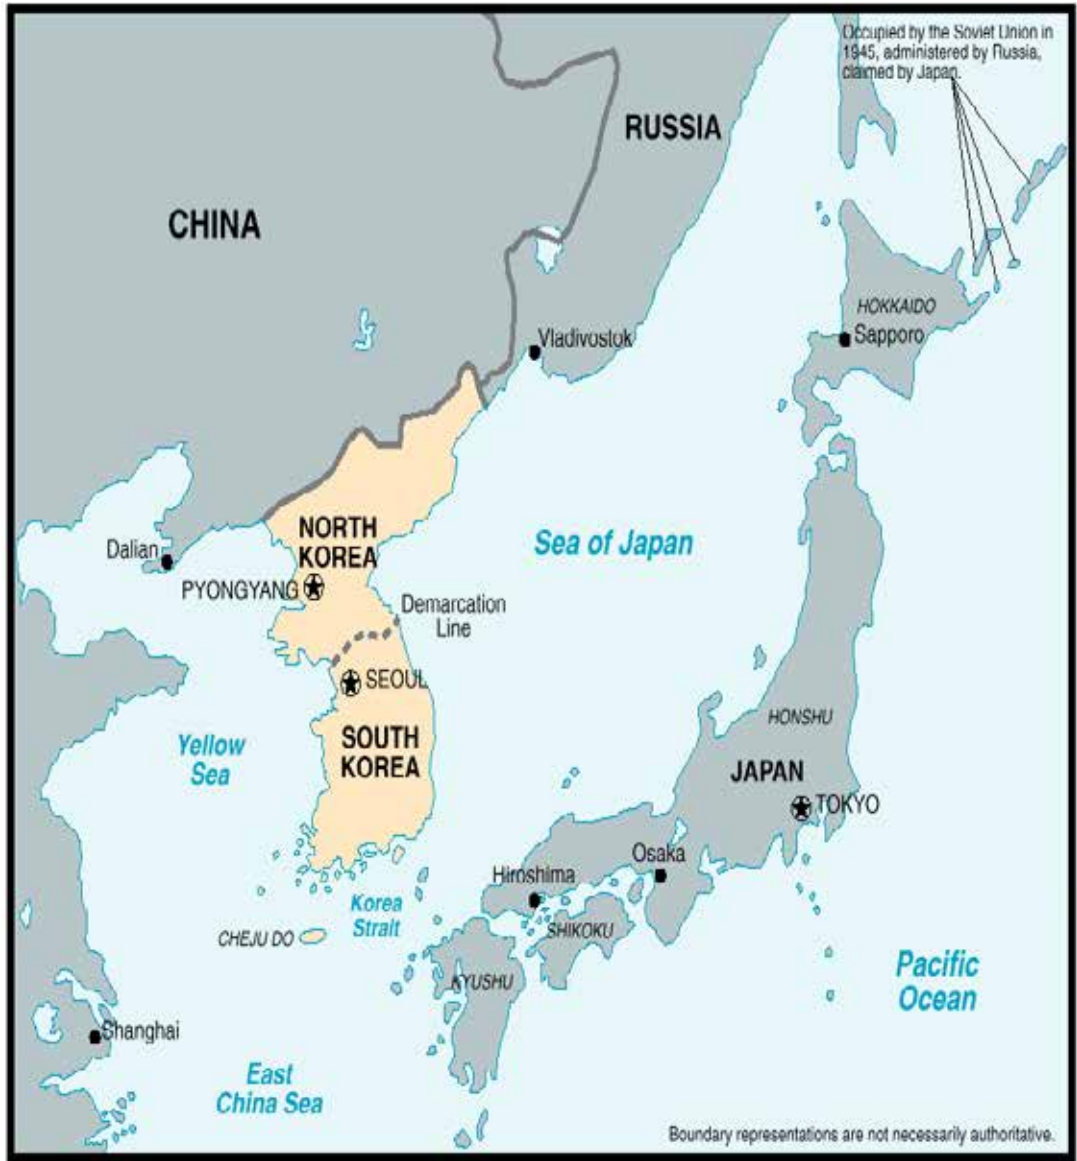 Occupied by the Soviet Union in
1945, administered by Russia,
claimed by Japan.
RUSSIA
CHINA
HOKKAIDO
Sapporo
Vladivostok
NORTH
KOREA
Sea of Japan
Dalian
PYONGYANG
Demarcation
Line
SEOUL
HONSHU
Yellow
Sea
SOUTH
KOREA
JAPAN
TOKYO
Osaka
Hiroshima
Korea
Strait
SHIKOKU
CHEJU DO
KYUSHU
Pacific
Ocean
Shanghai
East
China Sea
Boundary representations are not necessarily authoritative.